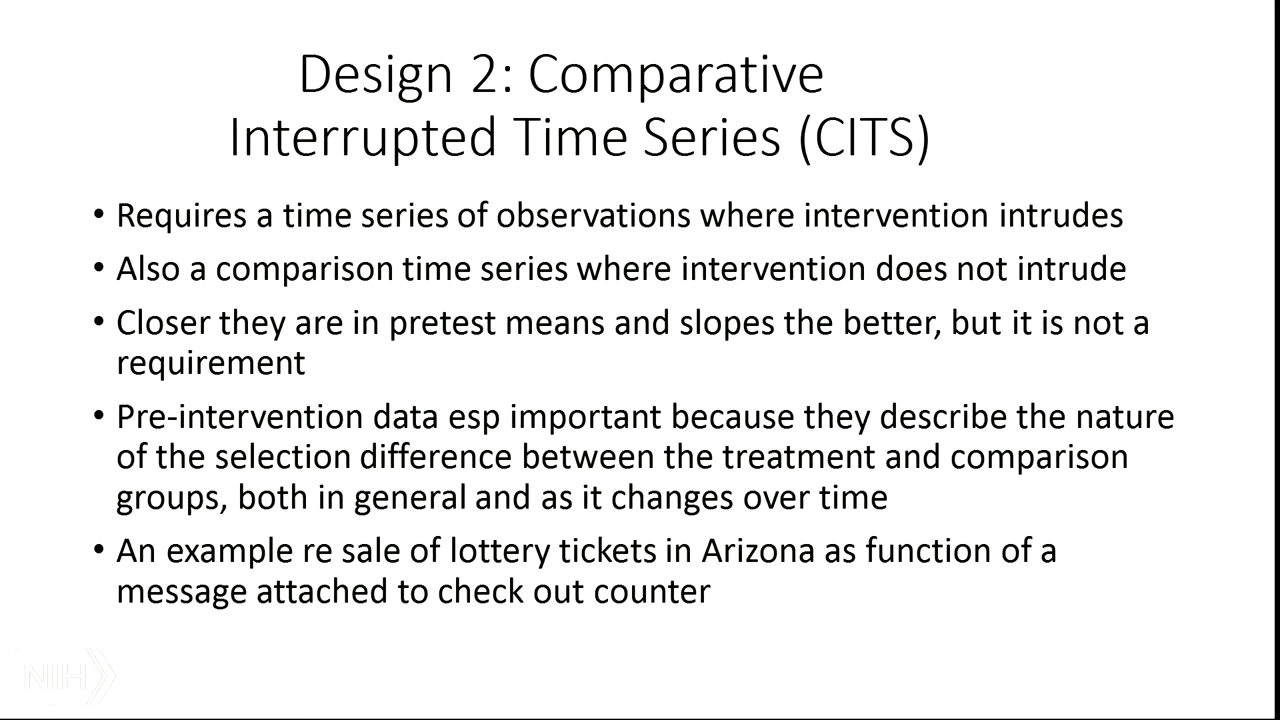 Design 2: Comparative
Interrupted Time Series (CITS)
• Requires a time series of observations where intervention intrudes
• Also a comparison time series where intervention does not intrude
• Closer they are in pretest means and slopes the better, but it is not a
requirement
• Pre-intervention data esp important because they describe the nature
of the selection difference between the treatment and comparison
groups, both in general and as it changes over time
• An example re sale of lottery tickets in Arizona as function of a
message attached to check out counter
NIH